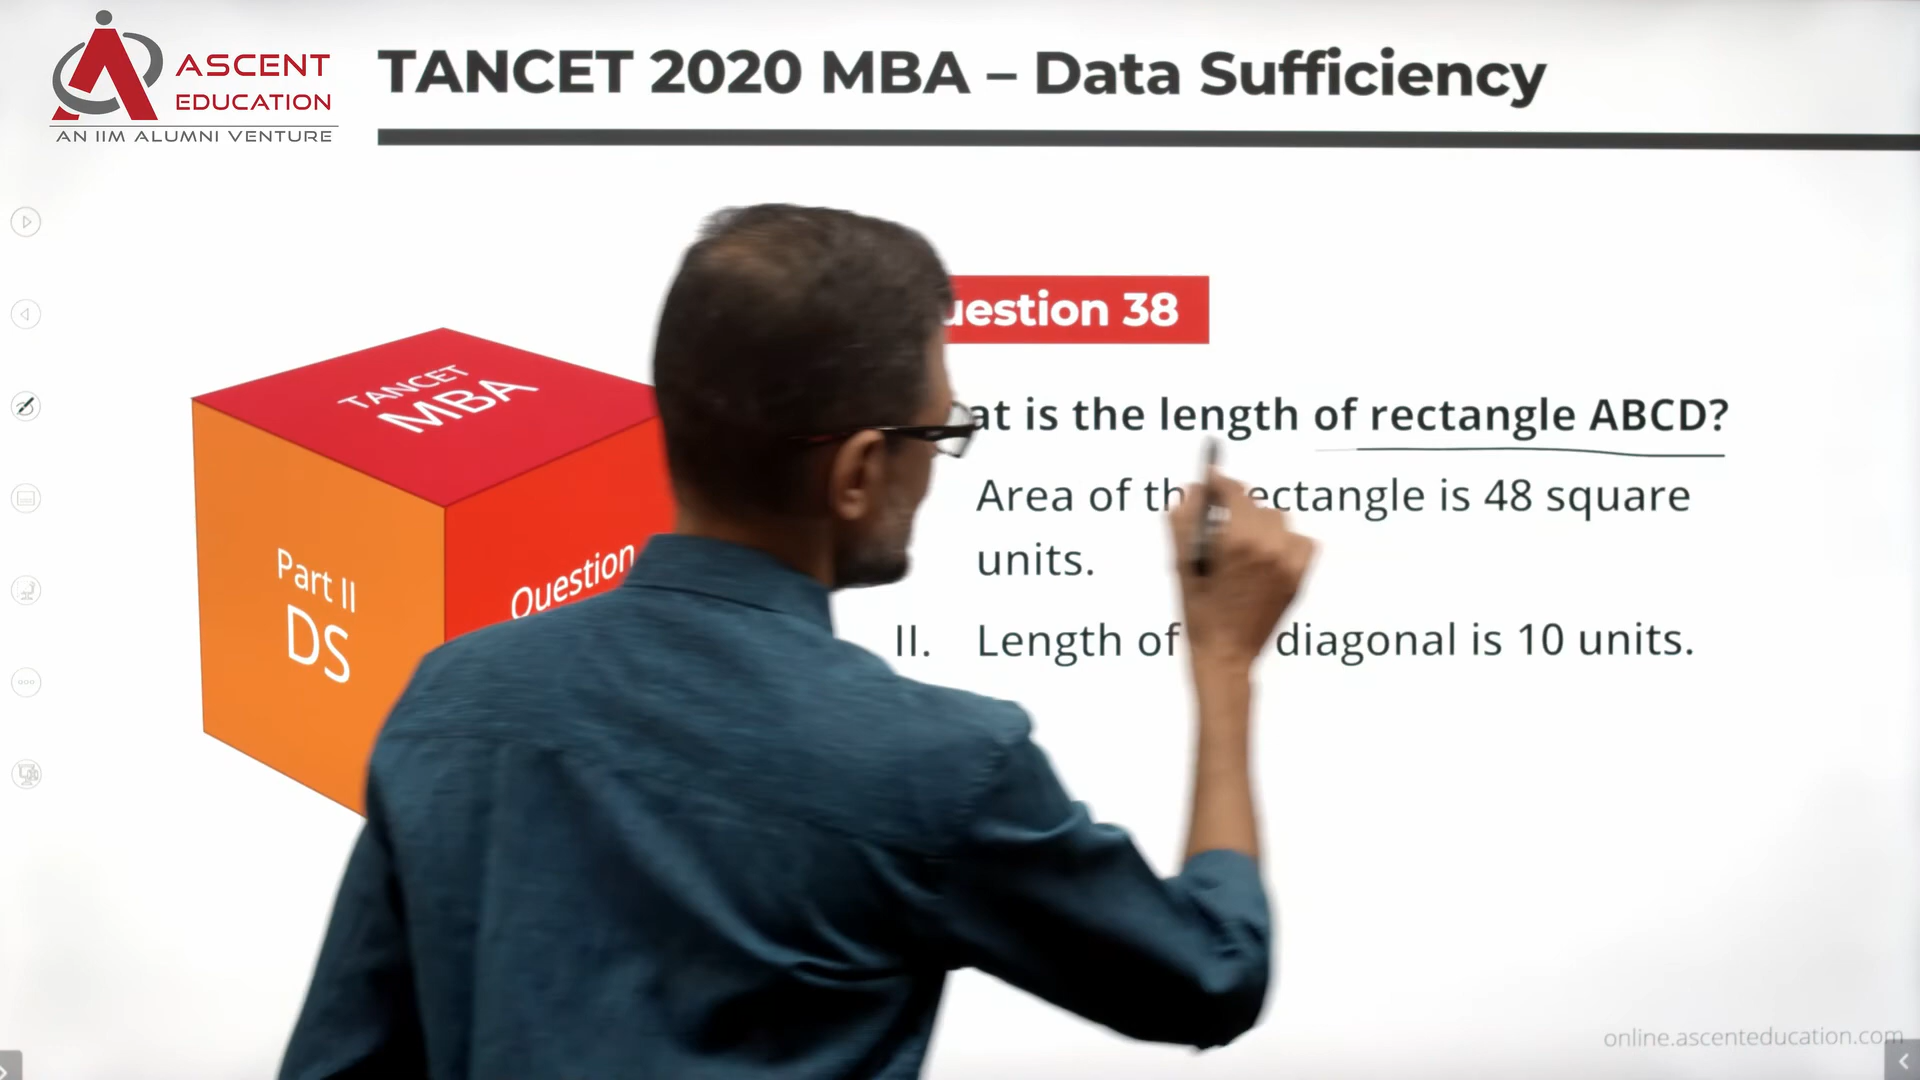 ASCENT
EDUCATION
AN IIM ALUMNI VENTURE
TANCET 2020 MBA – Data Sufficiency
TANCET
MBA
Part II
DS
Question
uestion 38
at is the length of rectangle ABCD?
Area of th ectangle is 48 square
units.
II. Length of diagonal is 10 units.
online.ascenteducation.com